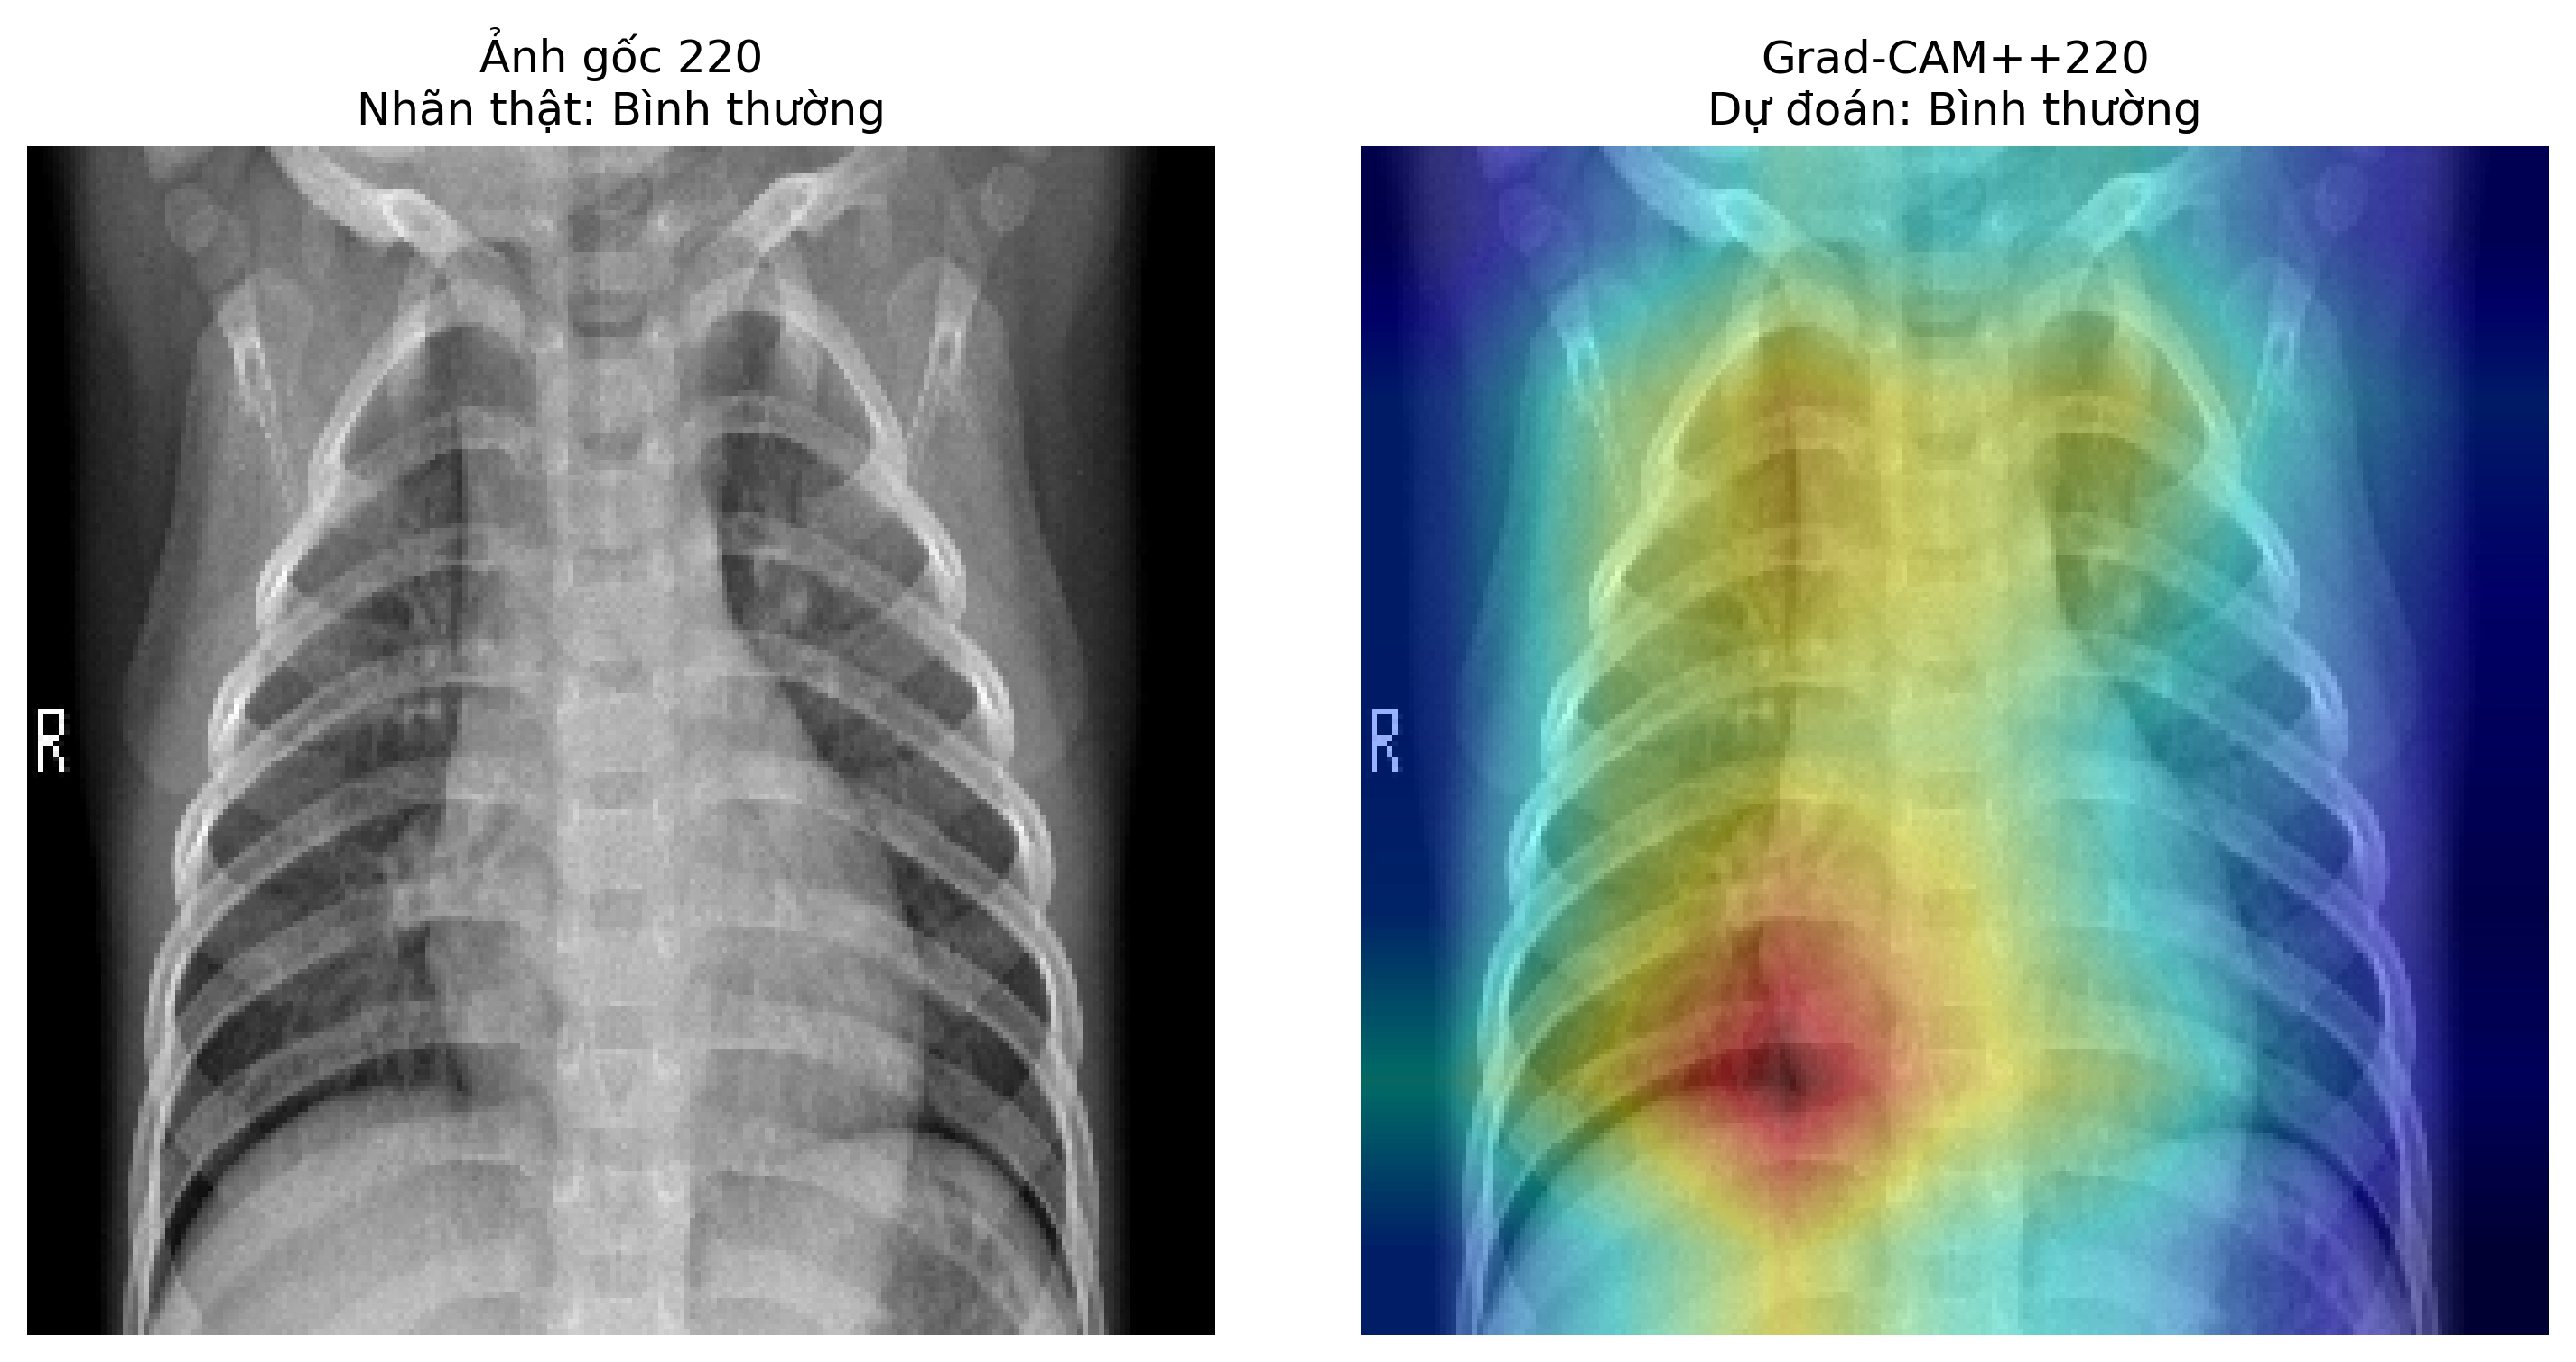 Ảnh gốc 220
Nhãn thật: Bình thường
Grad-CAM++220
Dự đoán: Bình thường
R
R